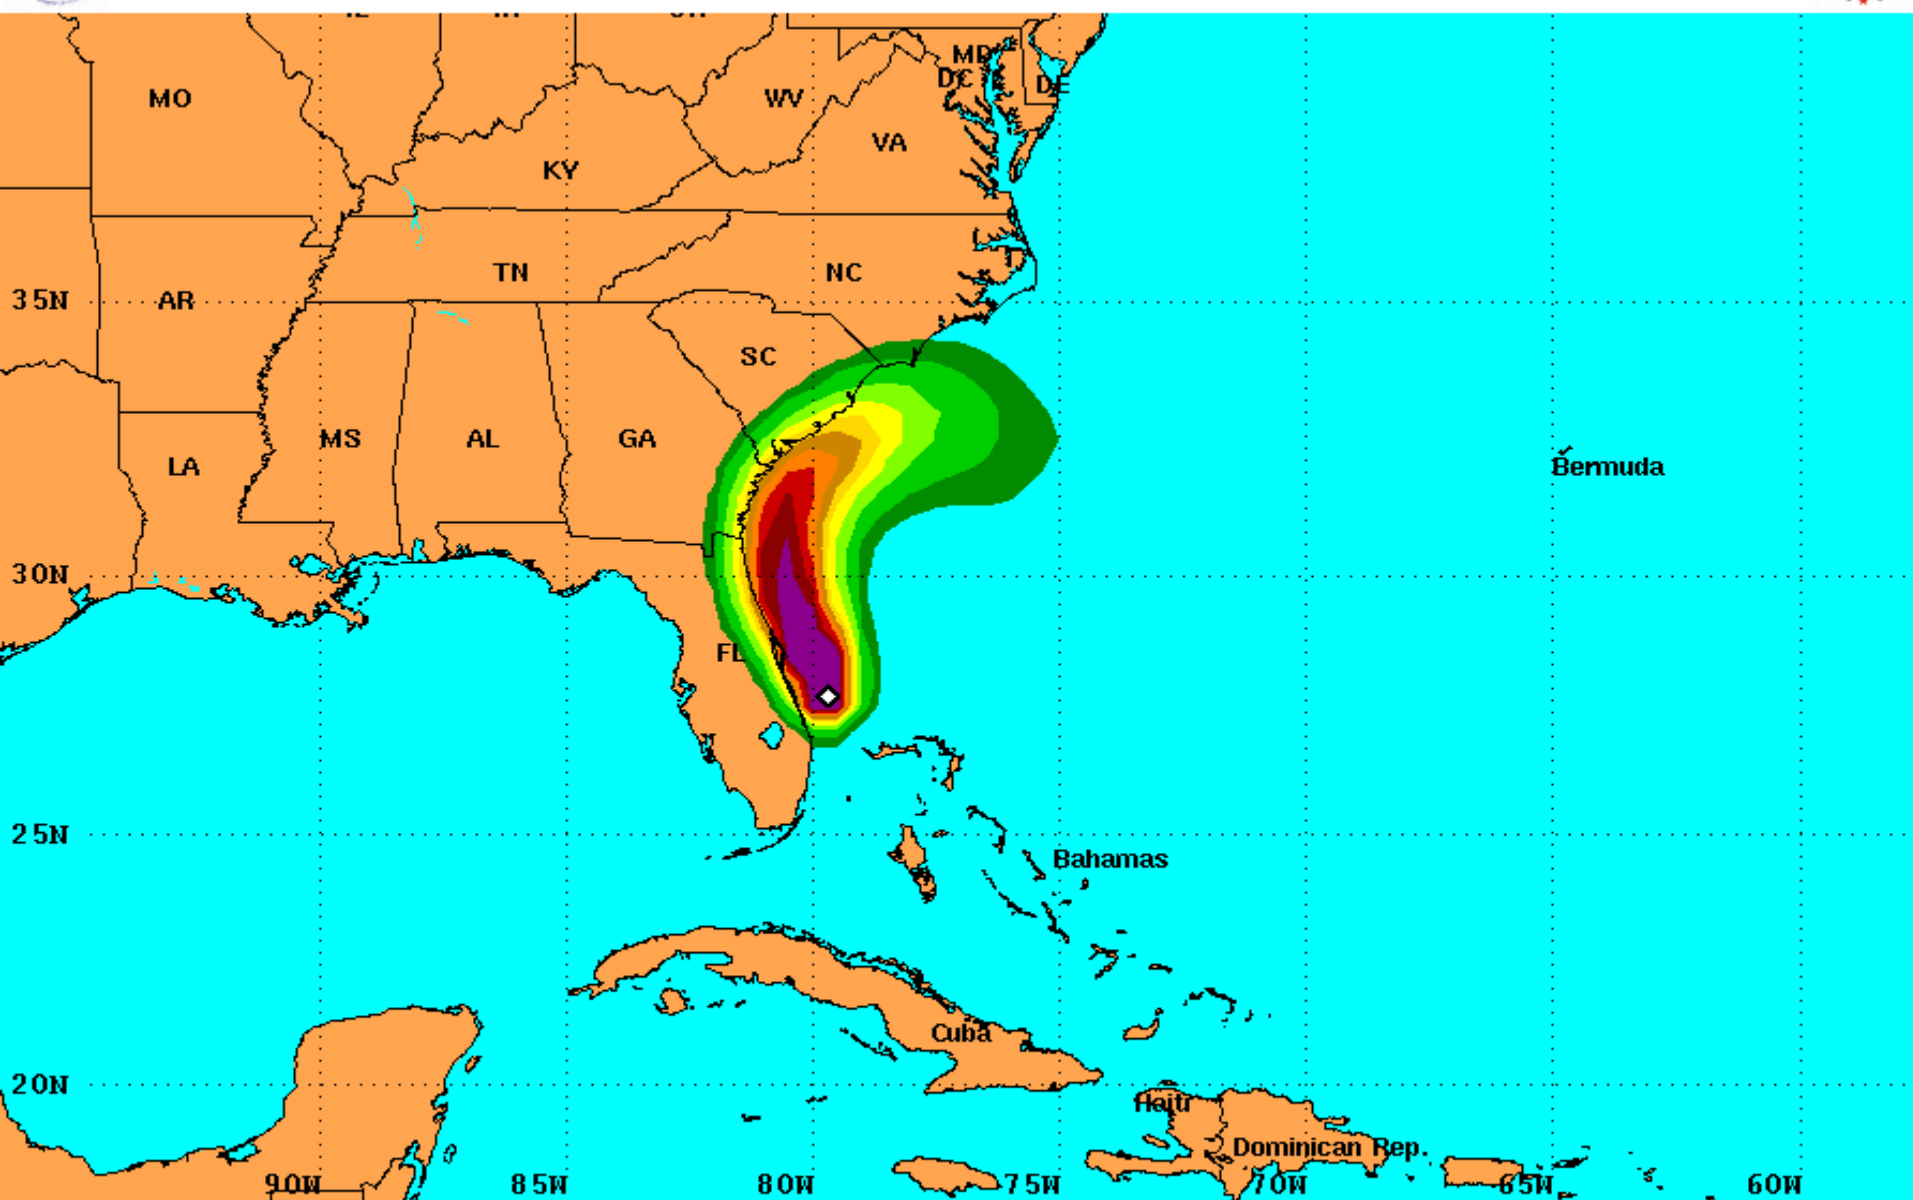 MD
DC
DE
MO
WV
VA
KY
TN
NC
35N
AR
SC
MS
AL
GA
LA
Bermuda
30N
FL
25N
Bahamas
Cuba
20N
Haiti
Dominican Rep.
90W
85W
80W
75W
70W
65W
60W